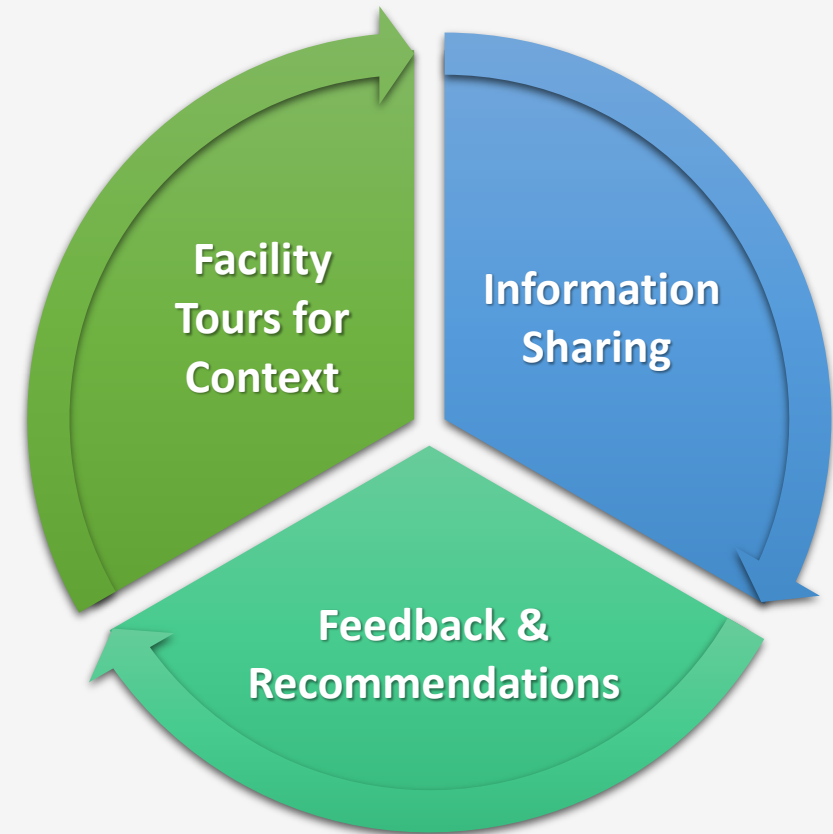 Facility
Tours for
Context
Information
Sharing
Feedback &
Recommendations